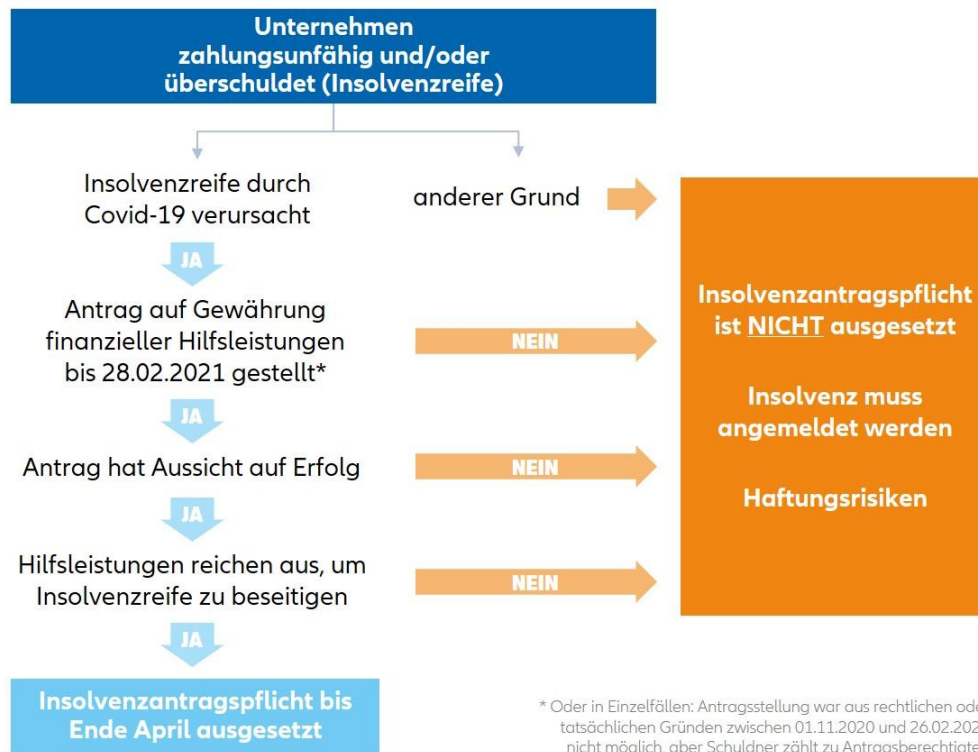 Unternehmen
zahlungsunfähig und/oder
überschuldet (Insolvenzreife)
Insolvenzreife durch
Covid-19 verursacht
anderer Grund
JA
Antrag auf Gewährung
finanzieller Hilfsleistungen
bis 28.02.2021 gestellt*
NEIN
JA
Antrag hat Aussicht auf Erfolg
NEIN
JA
Hilfsleistungen reichen aus, um
Insolvenzreife zu beseitigen
NEIN
JA
Insolvenzantragspflicht bis
Ende April ausgesetzt
Insolvenzantragspflicht
ist NICHT ausgesetzt
Insolvenz muss
angemeldet werden
Haftungsrisiken
* Oder in Einzelfällen: Antragsstellung war aus rechtlichen
tatsächlichen Gründen zwischen 01.11.2020 und
nicht möglich, aber Schuldner zählt zu